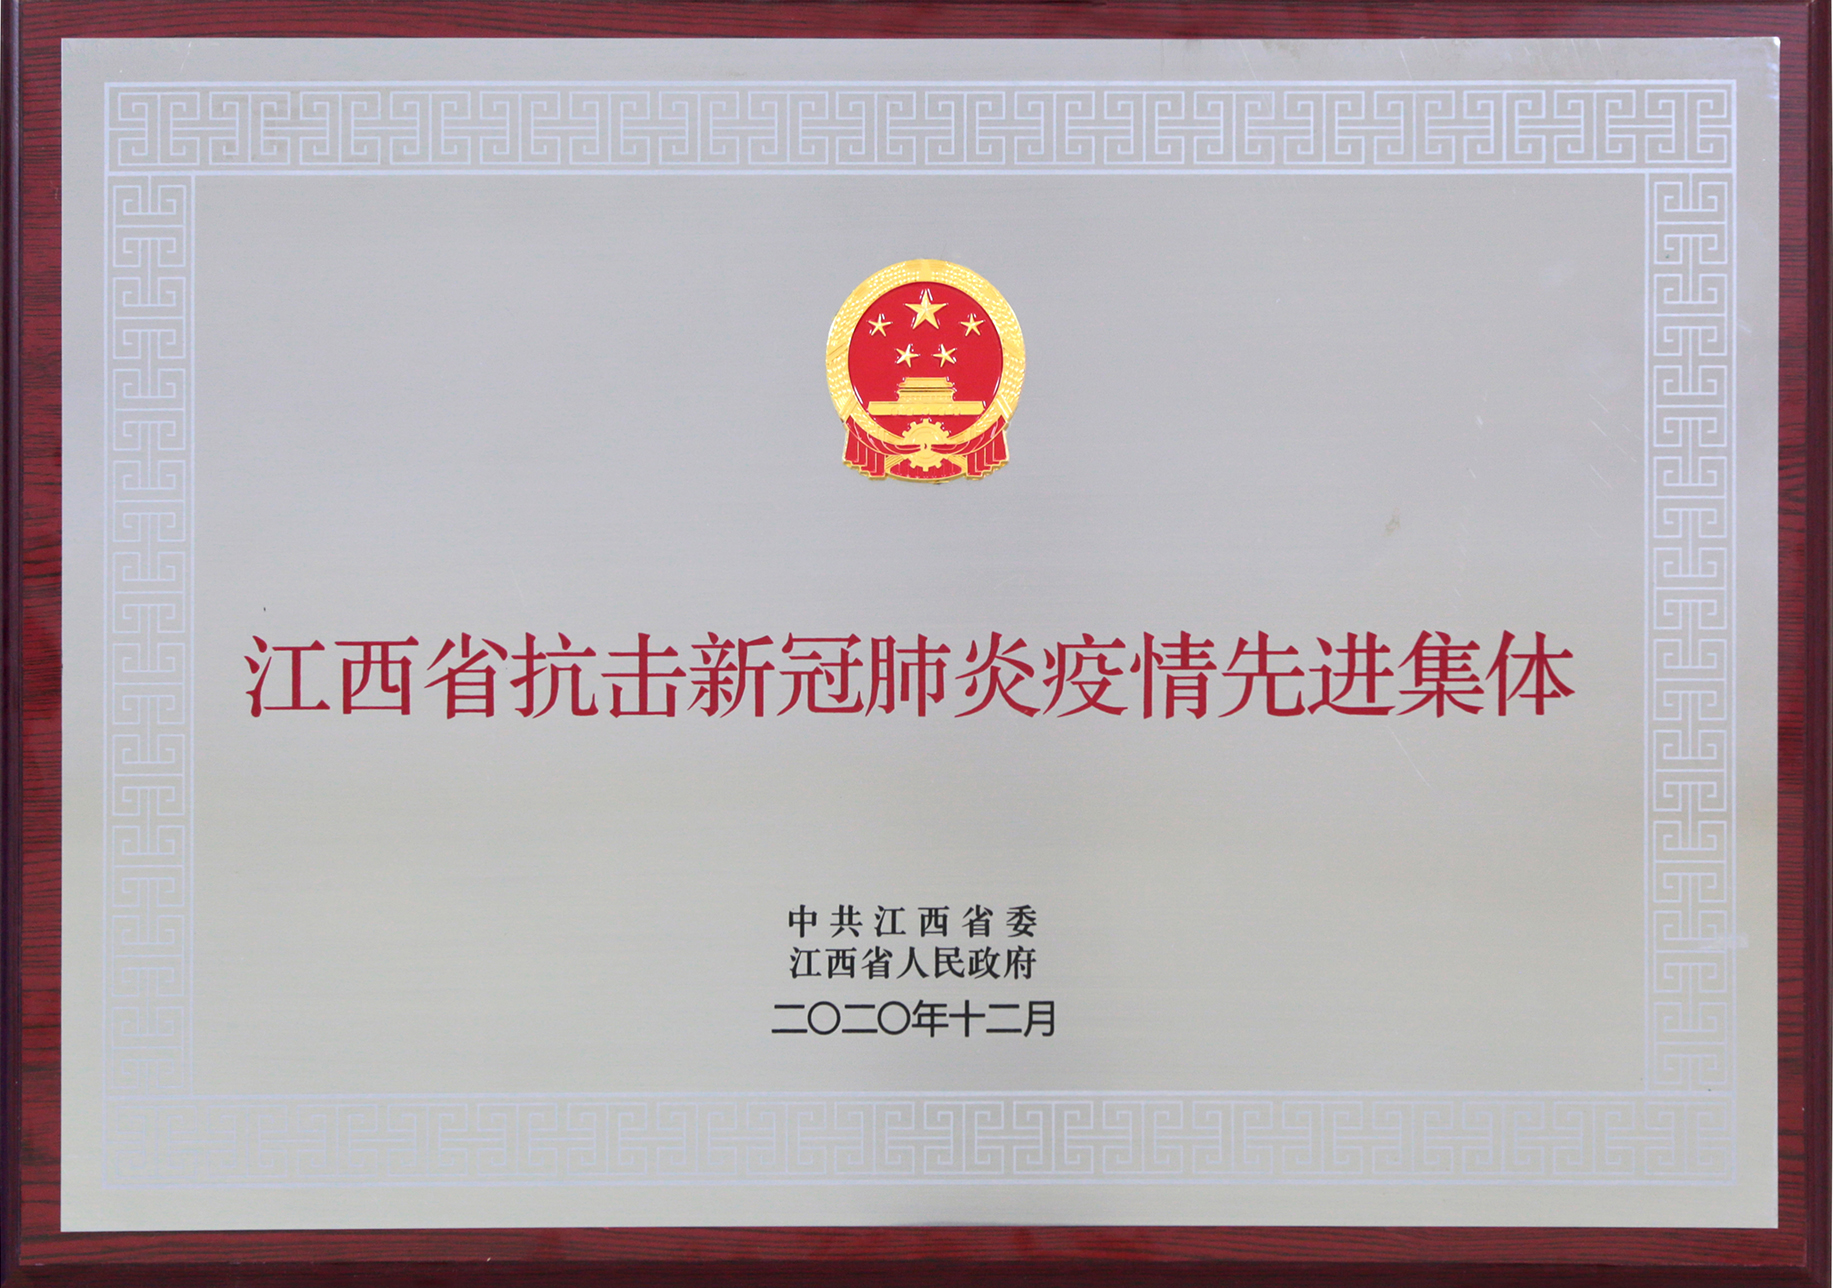 江西省抗击新冠肺炎疫情先进集体
中共江西省委
江西省人民政府
二〇二〇年十二月